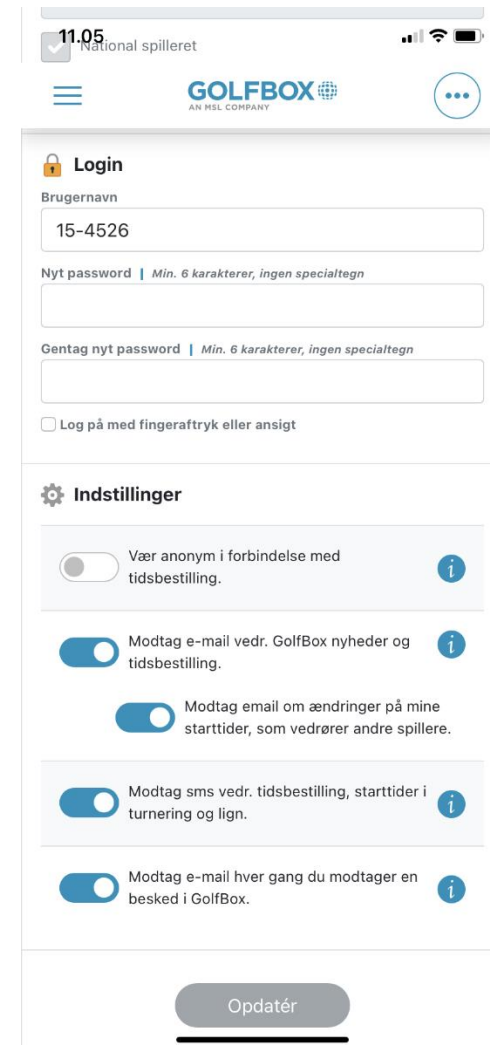 11.05
National spilleret
GOLFBOX
AN MSL COMPANY
Login
Brugernavn
15-4526
Nyt password | Min. 6 karakterer, ingen specialtegn
Gentag nyt password | Min. 6 karakterer, ingen specialtegn
Log på med fingeraftryk eller ansigt
Indstillinger
Vær anonym i forbindelse med
tidsbestilling.
Modtag e-mail vedr. GolfBox nyheder og
tidsbestilling.
Modtag email om ændringer på mine
starttider, som vedrører andre spillere.
Modtag sms vedr. tidsbestilling, starttider i
turnering og lign.
Modtag e-mail hver gang du modtager en
besked i GolfBox.
Opdatér